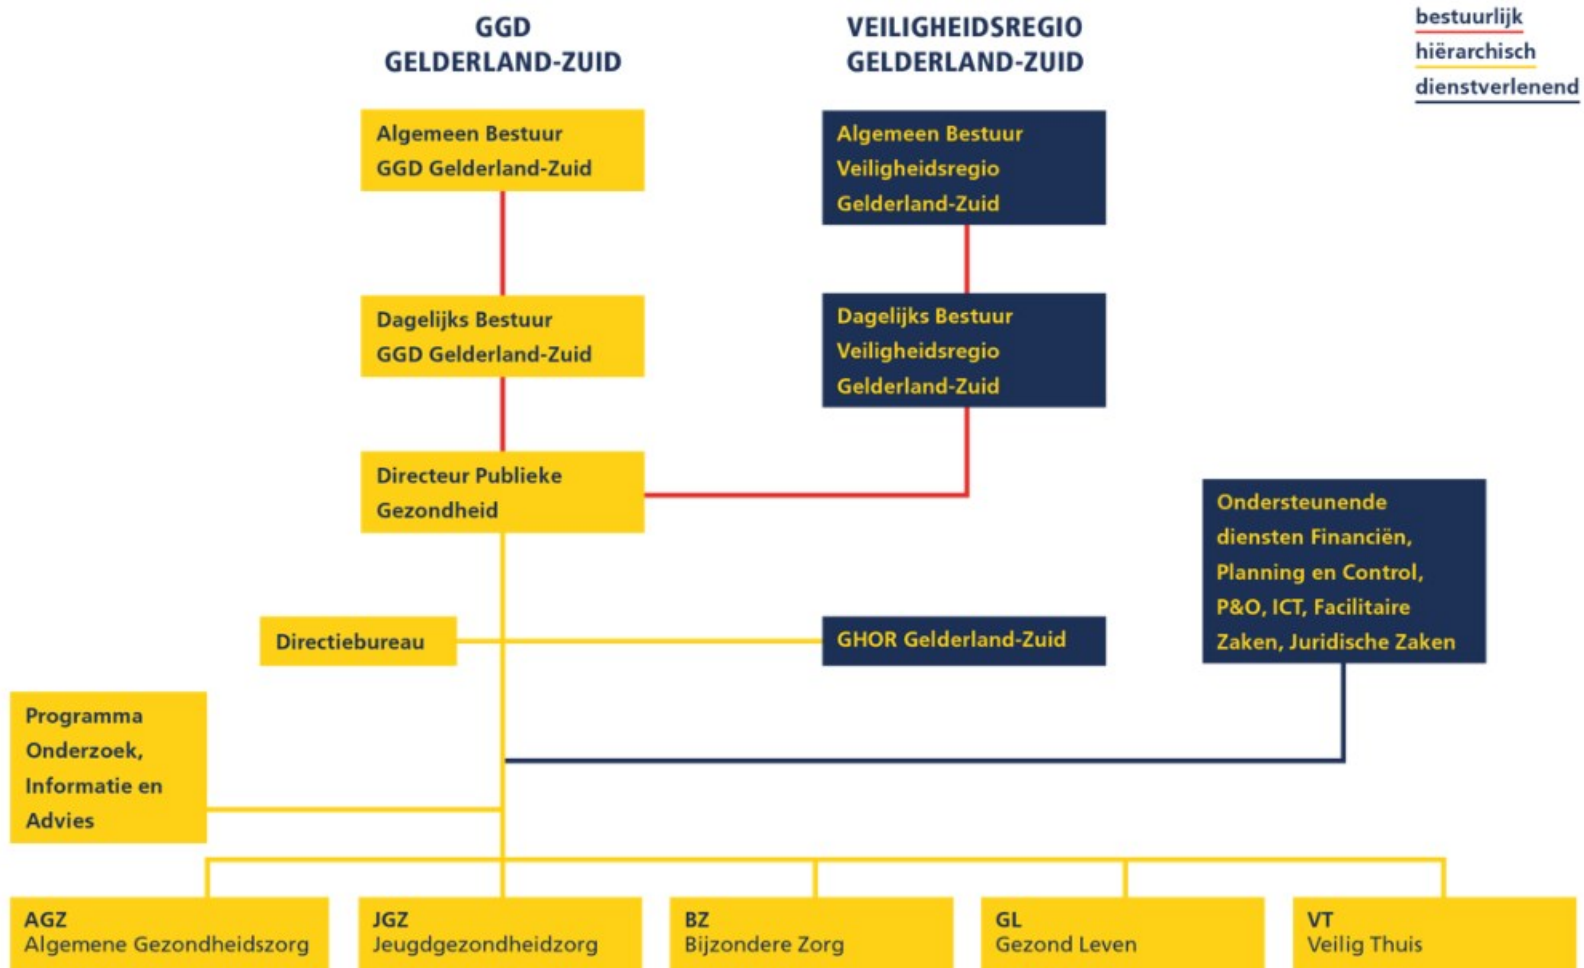 GGD
GELDERLAND-ZUID
VEILIGHEIDSREGIO
GELDERLAND-ZUID
bestuurlijk
hiërarchisch
dienstverlenend
Algemeen Bestuur
GGD Gelderland-Zuid
Algemeen Bestuur
Veiligheidsregio
Gelderland-Zuid
Dagelijks Bestuur
GGD Gelderland-Zuid
Dagelijks Bestuur
Veiligheidsregio
Gelderland-Zuid
Directeur Publieke
Gezondheid
Ondersteunende
diensten Financiën,
Planning en Control,
P&O, ICT, Facilitaire
Zaken, Juridische Zaken
Directiebureau
GHOR Gelderland-Zuid
Programma
Onderzoek,
Informatie en
Advies
AGZ
Algemene Gezondheidszorg
JGZ
Jeugdgezondheidzorg
BZ
Bijzondere Zorg
GL
Gezond Leven
VT
Veilig Thuis